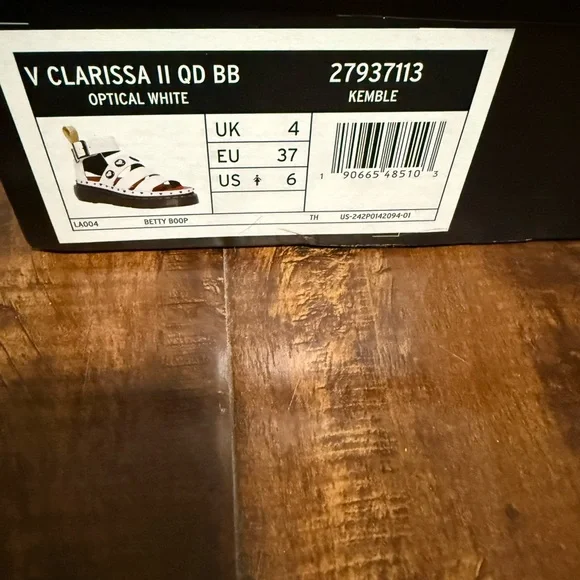 V CLARISSA II QD BB
27937113
OPTICAL WHITE
KEMBLE
UK 4
EU 37
US 6
1 90665 48510 3
LA004
BETTY BOOP
TH
US-242P0142094-01